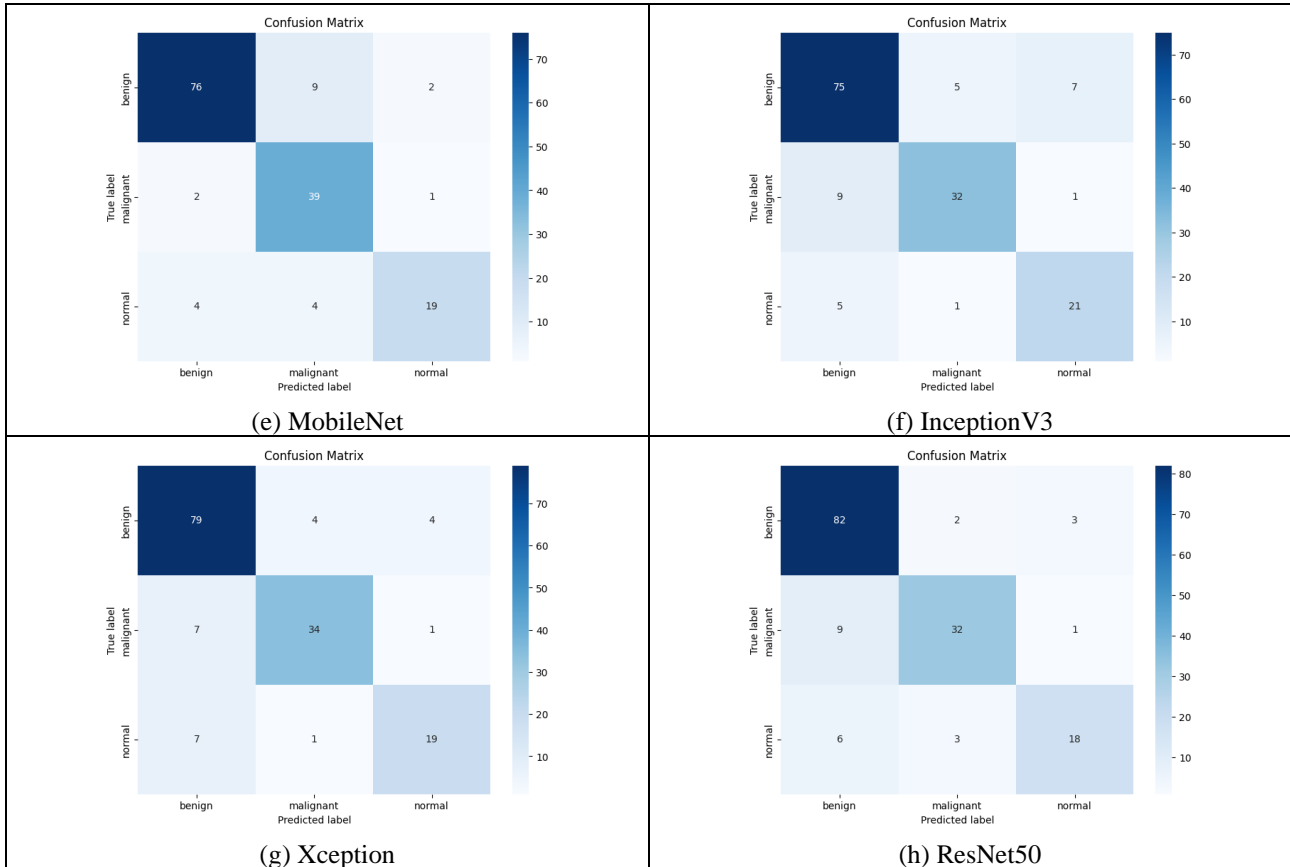 Confusion Matrix
benign
True label
malignant
normal
76 9 2
2 39 1
4 4 19
benign malignant normal
Predicted label
70
60
50
40
30
20
10
(e) MobileNet
Confusion Matrix
benign
True label
malignant
normal
75 5 7
9 32 1
5 1 21
benign malignant normal
Predicted label
70
60
50
40
30
20
10
(f) InceptionV3
Confusion Matrix
benign
True label
malignant
normal
79 4 4
7 34 1
7 1 19
benign malignant normal
Predicted label
70
60
50
40
30
20
10
(g) Xception
Confusion Matrix
benign
True label
malignant
normal
82 2 3
9 32 1
6 3 18
benign malignant normal
Predicted label
80
70
60
50
40
30
20
10
(h) ResNet50